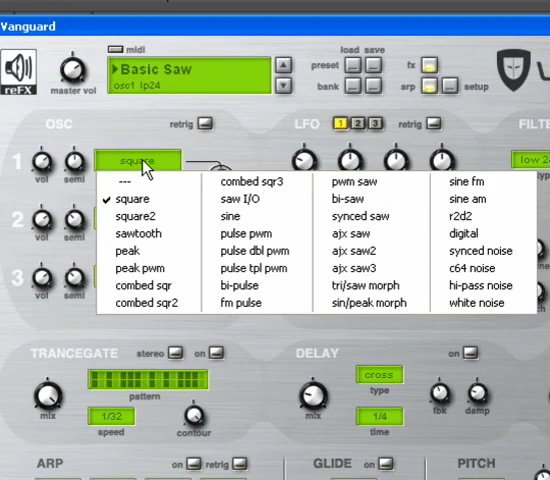 Vanguard
reFX
master vol
midi
Basic Saw
osc1 lp24
load save
preset
bank
fx
arp
setup
OSC
retrig
LFO
1 2 3
retrig
FILTE
1
vol
semi
square
low 2
typ
---
square
square2
sawtooth
peak
peak pwm
combed sqr
combed sqr2
combed sqr3
saw I/O
sine
pulse pwm
pulse dbl pwm
pulse tpl pwm
bi-pulse
fm pulse
pwm saw
bi-saw
synced saw
ajx saw
ajx saw2
ajx saw3
tri/saw morph
sin/peak morph
sine fm
sine am
r2d2
digital
synced noise
c64 noise
hi-pass noise
white noise
2
vol
semi
3
vol
semi
TRANCEGATE
stereo
on
mix
pattern
1/32
speed
contour
DELAY
on
mix
cross
type
1/4
time
fbk
damp
ARP
on
retrig
GLIDE
on
PITCH